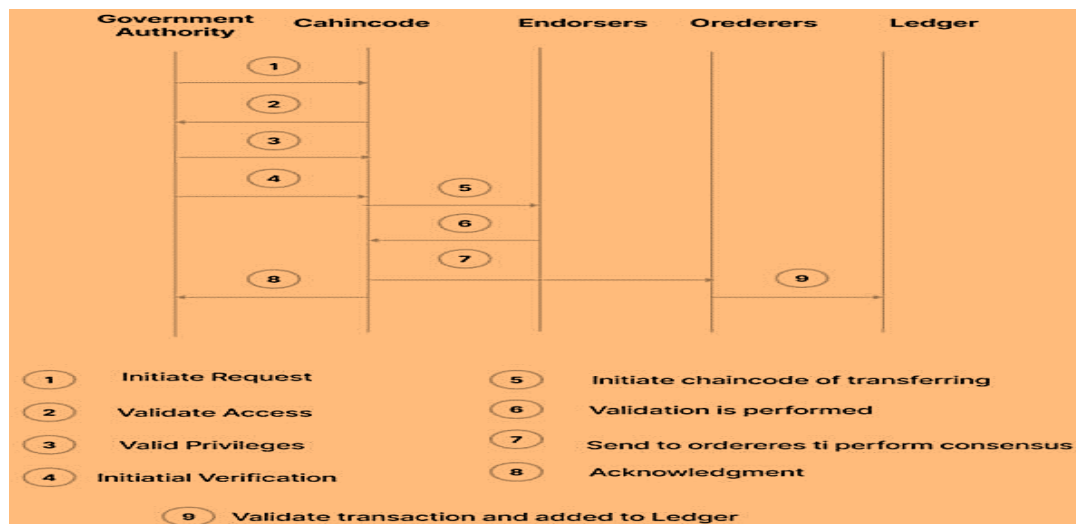 Government Authority Cahincode Endorsers Orederers Ledger
1
2
3
4
5
6
7
8 9
1 Initiate Request 5 Initiate chaincode of transferring
2 Validate Access 6 Validation is performed
3 Valid Privileges 7 Send to ordereres ti perform consensus
4 Initiatial Verification 8 Acknowledgment
9 Validate transaction and added to Ledger